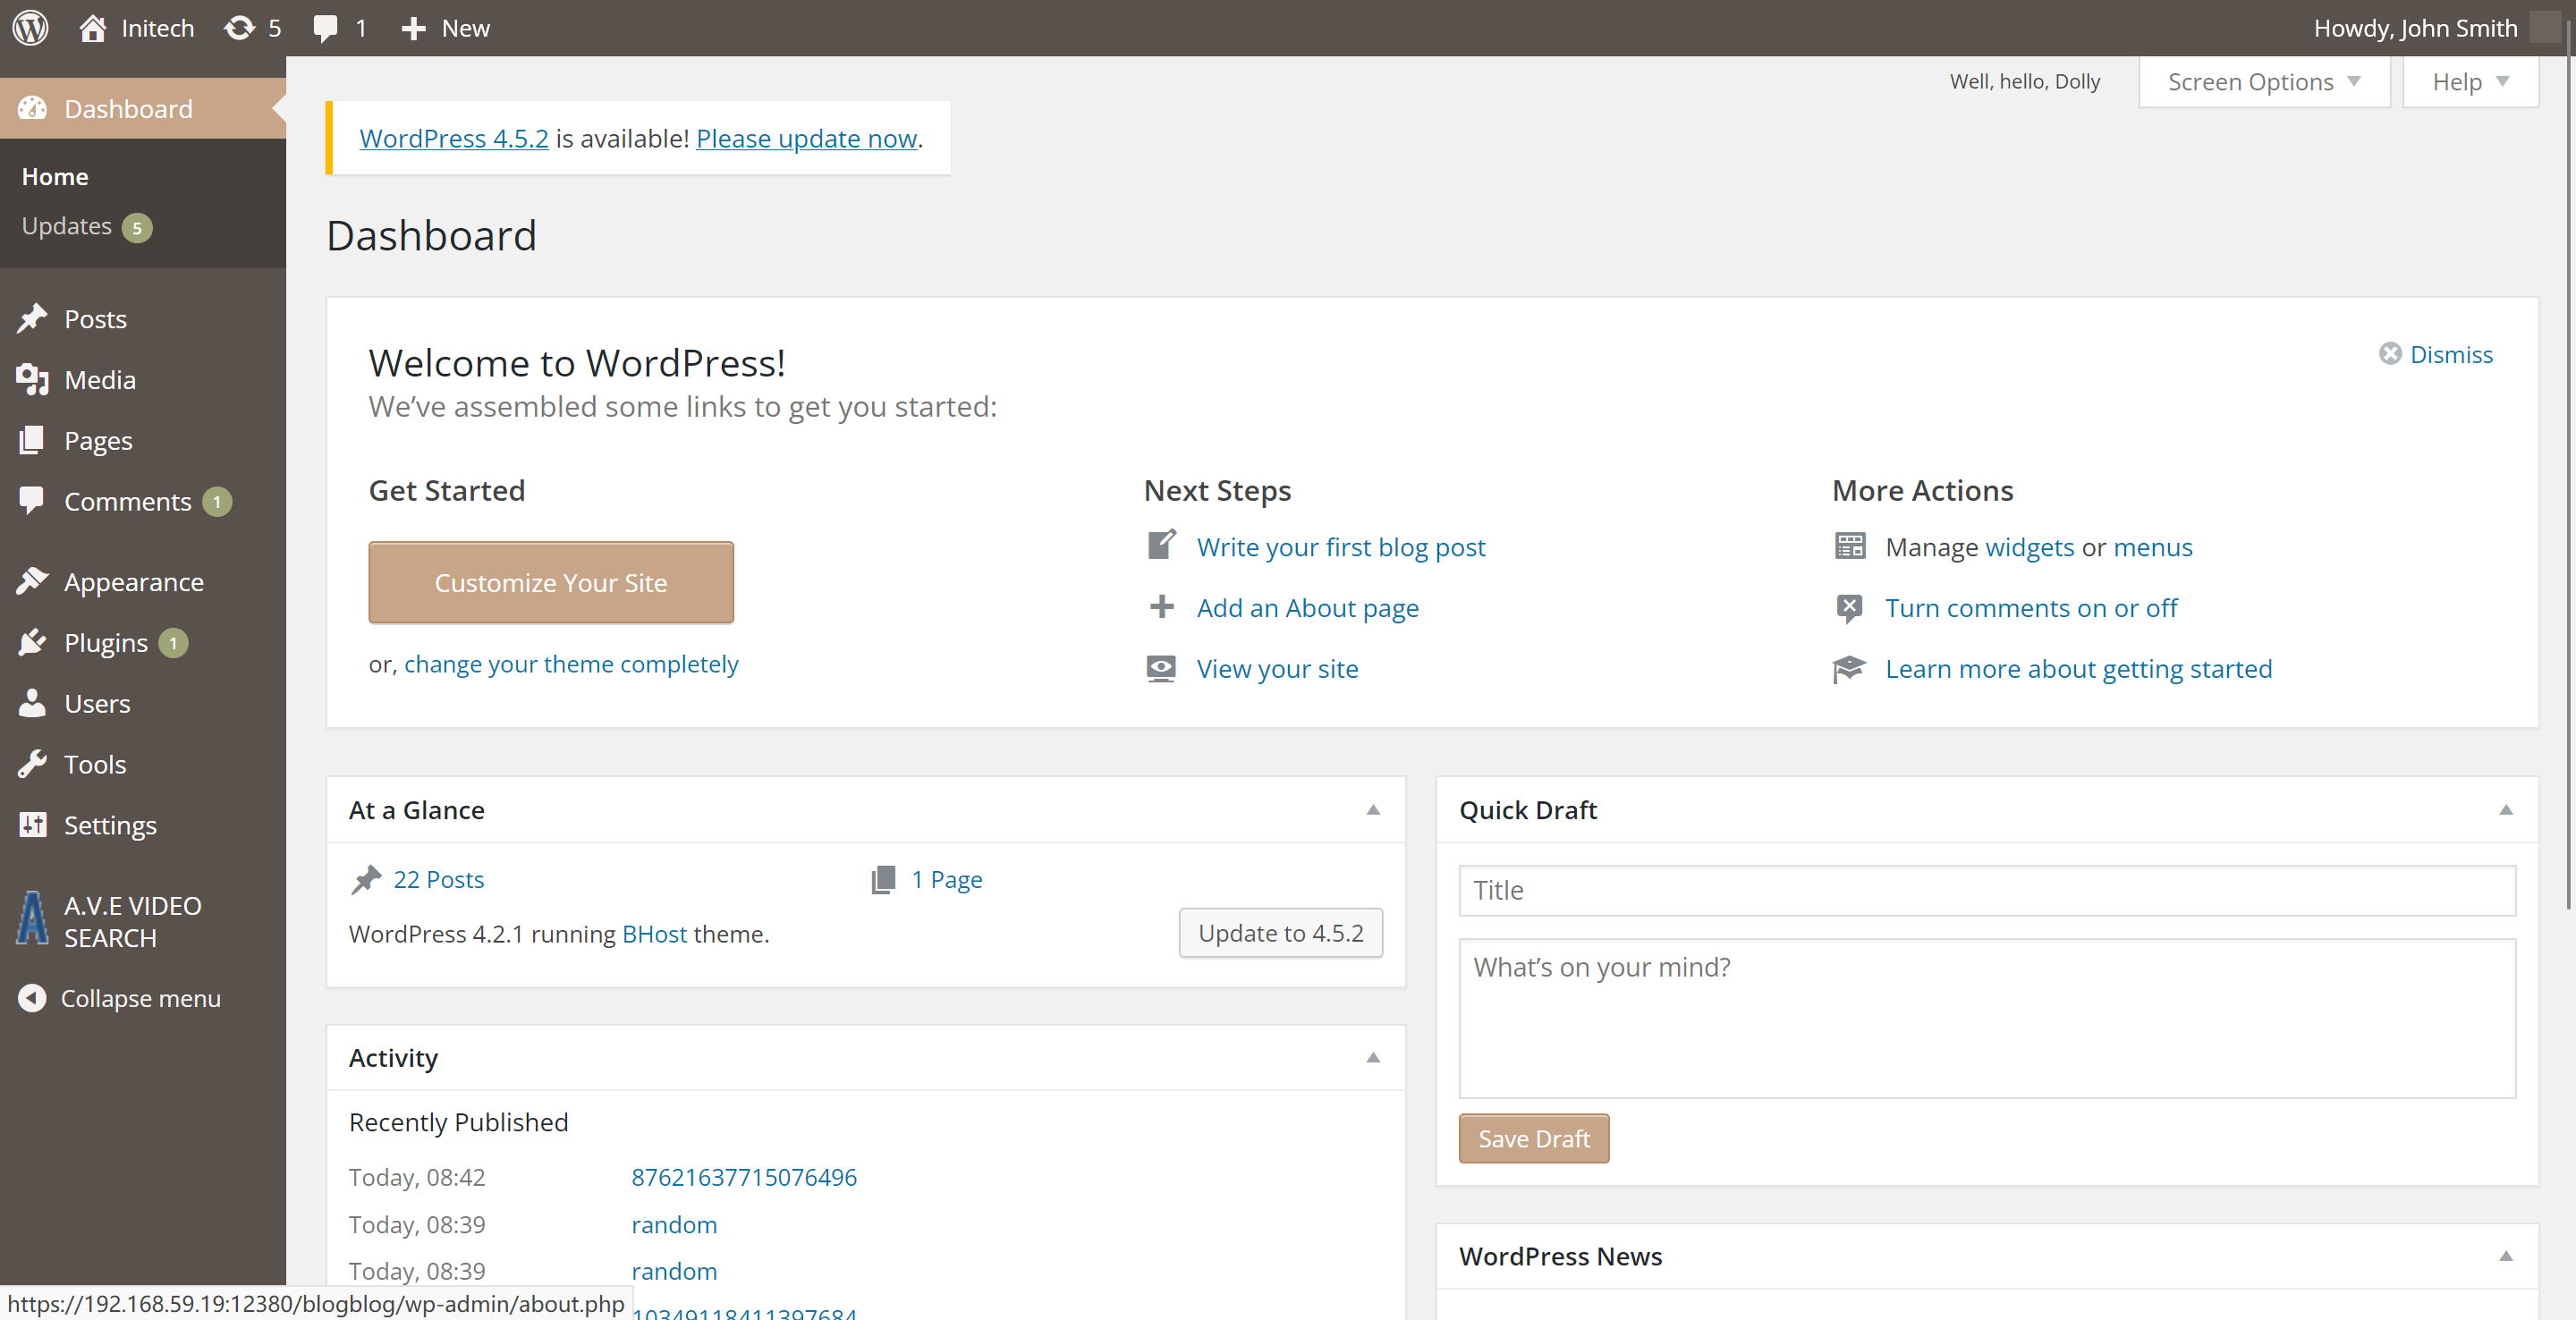 Initech 5 1 New Howdy, John Smith
Dashboard
Home
Updates 5
Posts
Media
Pages
Comments 1
Appearance
Plugins 1
Users
Tools
Settings
A.V.E VIDEO
SEARCH
Collapse menu
Well, hello, Dolly Screen Options Help
WordPress 4.5.2 is available! Please update now.
Dashboard
Welcome to WordPress!
Dismiss
We’ve assembled some links to get you started:
Get Started
Customize Your Site
or, change your theme completely
Next Steps
Write your first blog post
Add an About page
View your site
More Actions
Manage widgets or menus
Turn comments on or off
Learn more about getting started
At a Glance
22 Posts 1 Page
WordPress 4.2.1 running BHost theme. Update to 4.5.2
Activity
Recently Published
Today, 08:42 87621637715076496
Today, 08:39 random
Today, 08:39 random
10349118411397684
Quick Draft
Title
What’s on your mind?
Save Draft
WordPress News
https://192.168.59.19:12380/blogblog/wp-admin/about.php